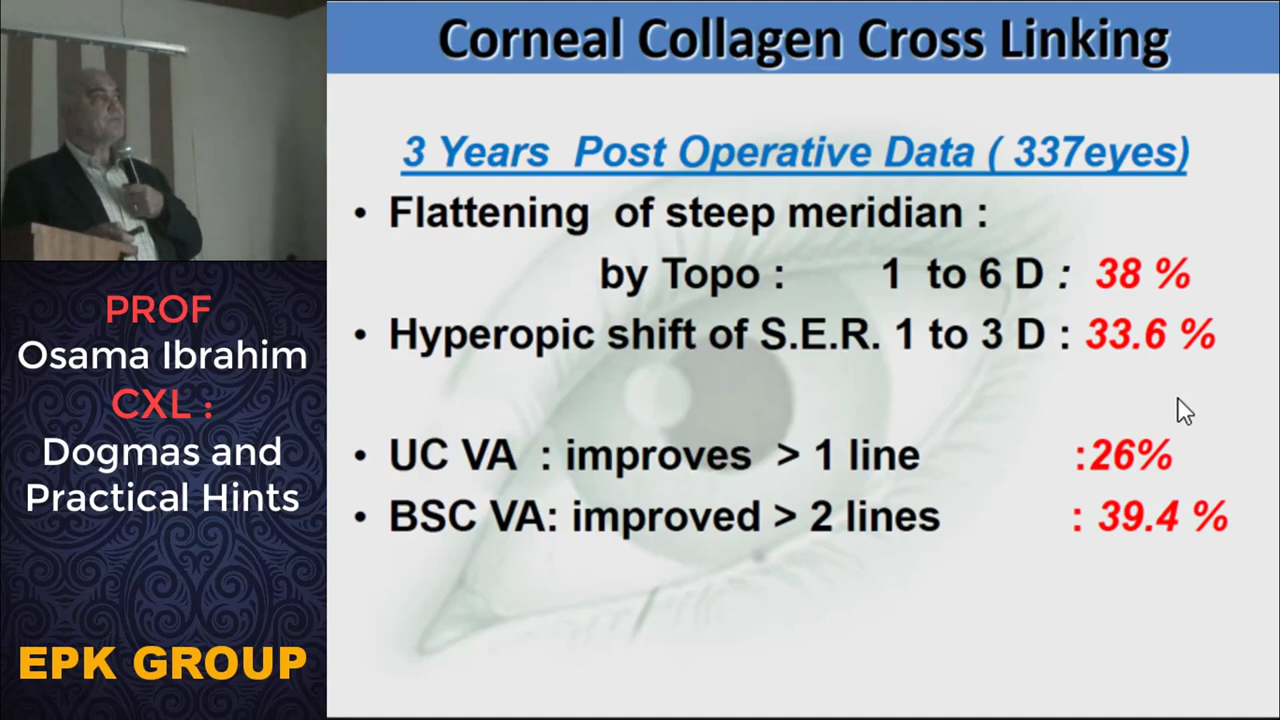 Corneal Collagen Cross Linking
3 Years Post Operative Data ( 337eyes)
• Flattening of steep meridian :
by Topo : 1 to 6 D : 38 %
• Hyperopic shift of S.E.R. 1 to 3 D : 33.6 %
• UC VA : improves > 1 line :26%
• BSC VA: improved > 2 lines : 39.4 %
PROF
Osama Ibrahim
CXL :
Dogmas and
Practical Hints
EPK GROUP